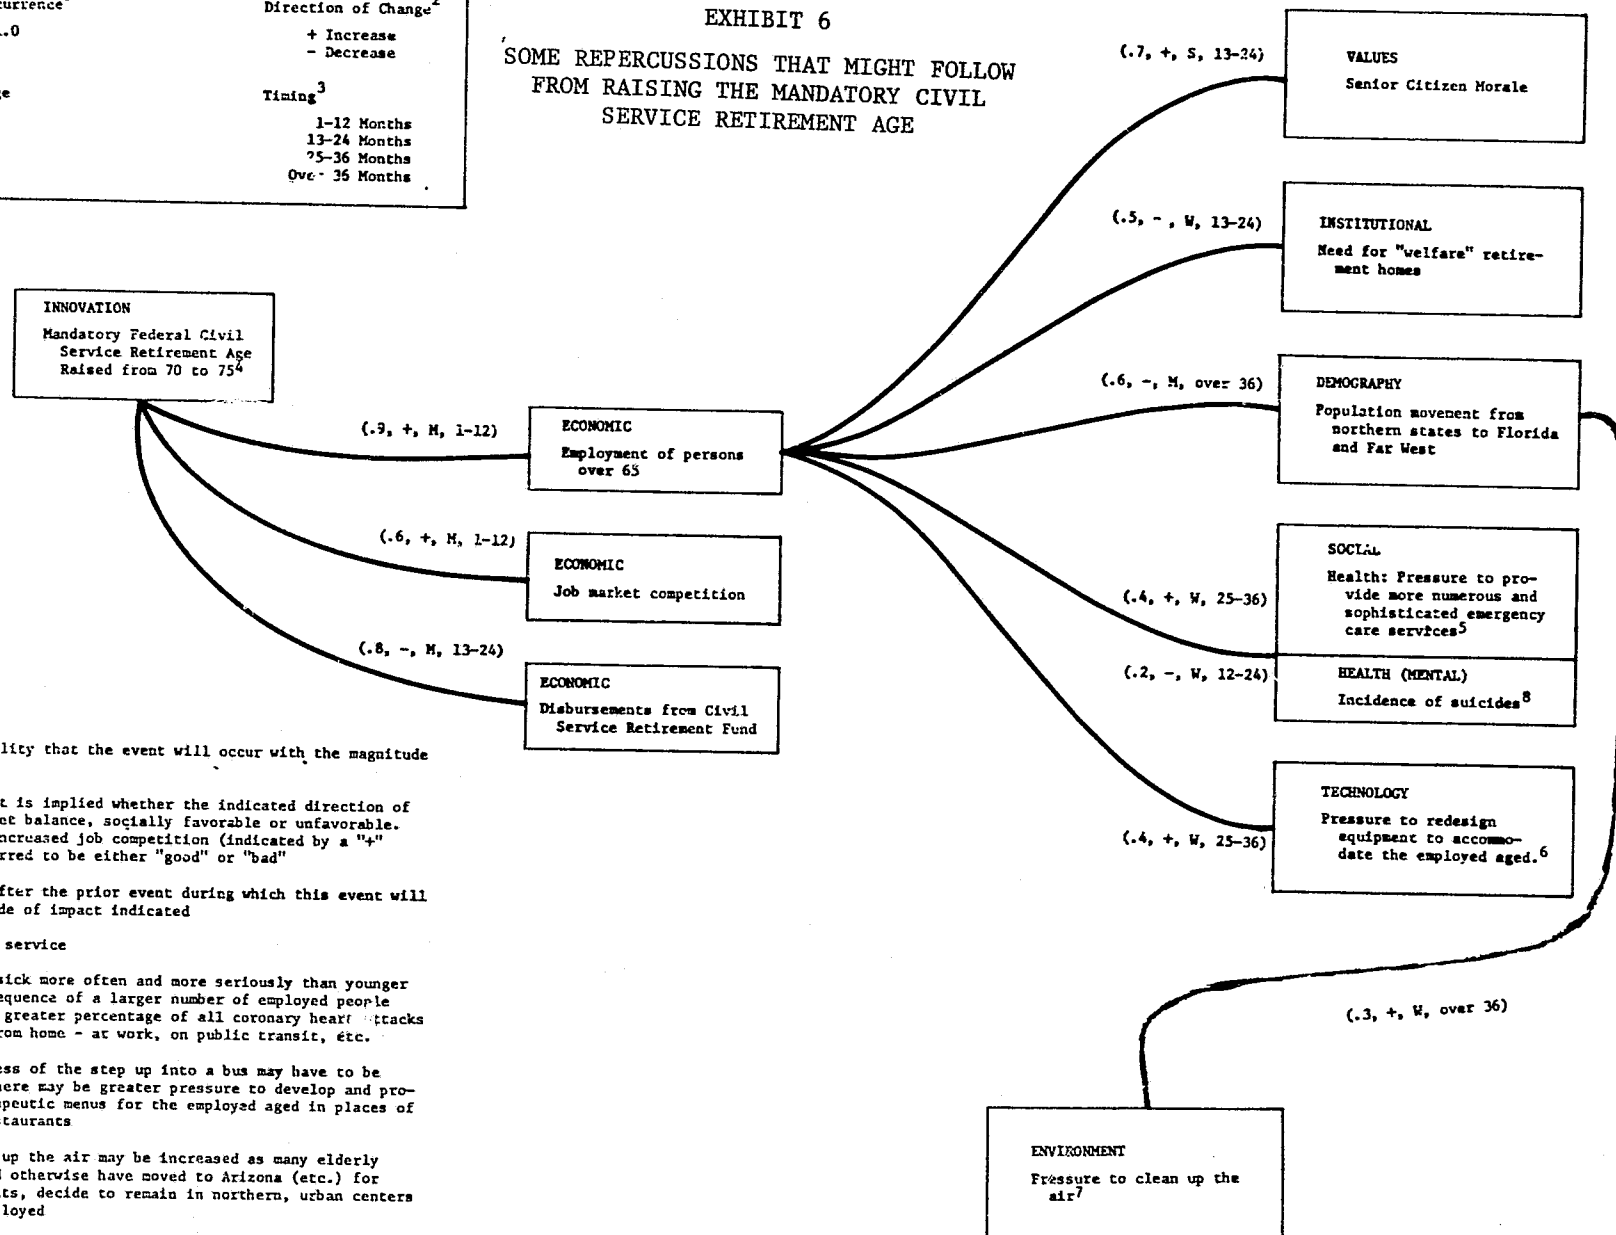 Direction of Change2
.0
+ Increase
- Decrease
Timing3
1-12 Months
13-24 Months
25-36 Months
Over 36 Months
EXHIBIT 6
SOME REPERCUSSIONS THAT MIGHT FOLLOW
FROM RAISING THE MANDATORY CIVIL
SERVICE RETIREMENT AGE
INNOVATION
Mandatory Federal Civil
Service Retirement Age
Raised from 70 to 754
(.9, +, M, 1-12)
ECONOMIC
Employment of persons
over 65
(.6, +, M, 1-12)
ECONOMIC
Job market competition
(.8, -, M, 13-24)
ECONOMIC
Disbursements from Civil
Service Retirement Fund
(.7, +, S, 13-24)
VALUES
Senior Citizen Morale
(.5, -, W, 13-24)
INSTITUTIONAL
Need for "welfare" retire-
ment homes
(.6, -, M, over 36)
DEMOGRAPHY
Population movement from
northern states to Florida
and Far West
(.4, +, W, 25-36)
SOCIAL
Health: Pressure to pro-
vide more numerous and
sophisticated emergency
care services5
(.2, -, W, 12-24)
HEALTH (MENTAL)
Incidence of suicides8
(.4, +, W, 25-36)
TECHNOLOGY
Pressure to redesign
equipment to accommo-
date the employed aged.6
(.3, +, W, over 36)
ENVIRONMENT
Pressure to clean up the
air7
lity that the event will occur with the magnitude
t is implied whether the indicated direction of
et balance, socially favorable or unfavorable.
ncreased job competition (indicated by a "+"
rred to be either "good" or "bad"
fter the prior event during which this event will
de of impact indicated
service
sick more often and more seriously than younger
equence of a larger number of employed people
greater percentage of all coronary heart ttacks
rom home - at work, on public transit, etc.
ess of the step up into a bus may have to be
here may be greater pressure to develop and pro-
apeutic menus for the employed aged in places of
staurants
up the air may be increased as many elderly
d otherwise have moved to Arizona (etc.) for
ts, decide to remain in northern, urban centers
loyed